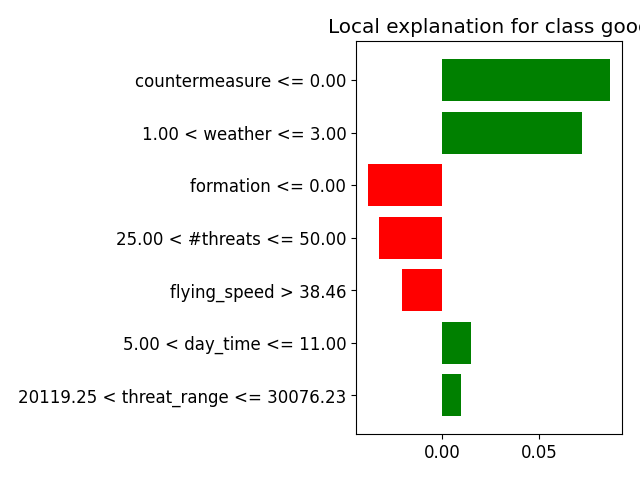 Local explanation for class goo
countermeasure <= 0.00
1.00 < weather <= 3.00
formation <= 0.00
25.00 < #threats <= 50.00
flying_speed > 38.46
5.00 < day_time <= 11.00
20119.25 < threat_range <= 30076.23
0.00 0.05